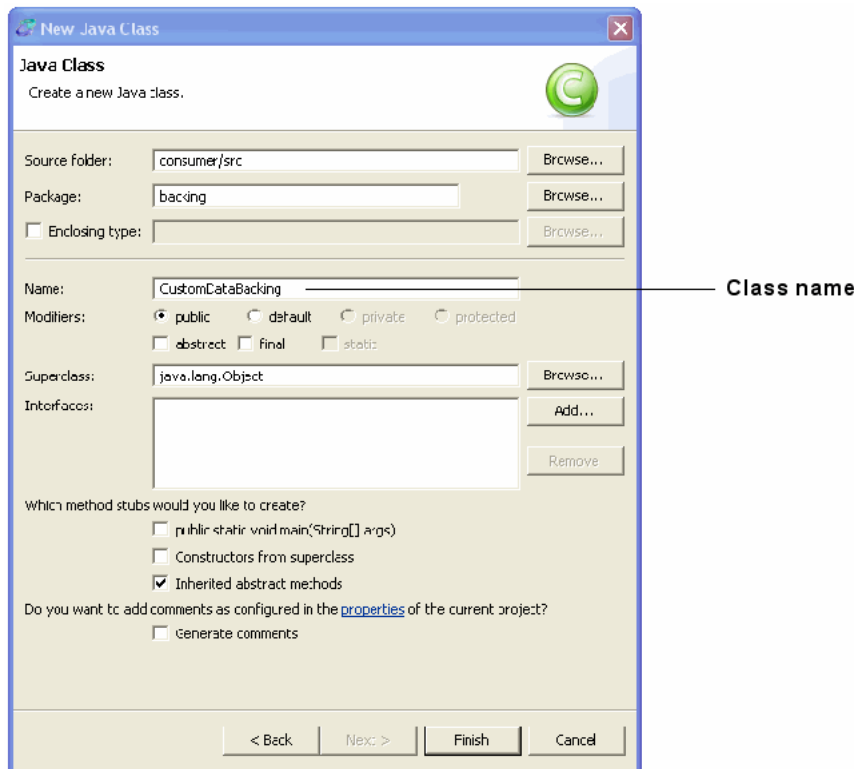 New Java Class
Java Class
Create a new Java class.
Source folder: consumer/src Browse...
Package: backing Browse...
Enclosing type: Browse...
Name: CustomDataBacking Class name
Modifiers: public default private protected
abstract final static
Superclass: java.lang.Object Browse...
Interfaces: Add...
Remove
Which method stubs would you like to create?
public static void main(String[] args)
Constructors from superclass
Inherited abstract methods
Do you want to add comments as configured in the properties of the current project?
Generate comments
< Back Next > Finish Cancel